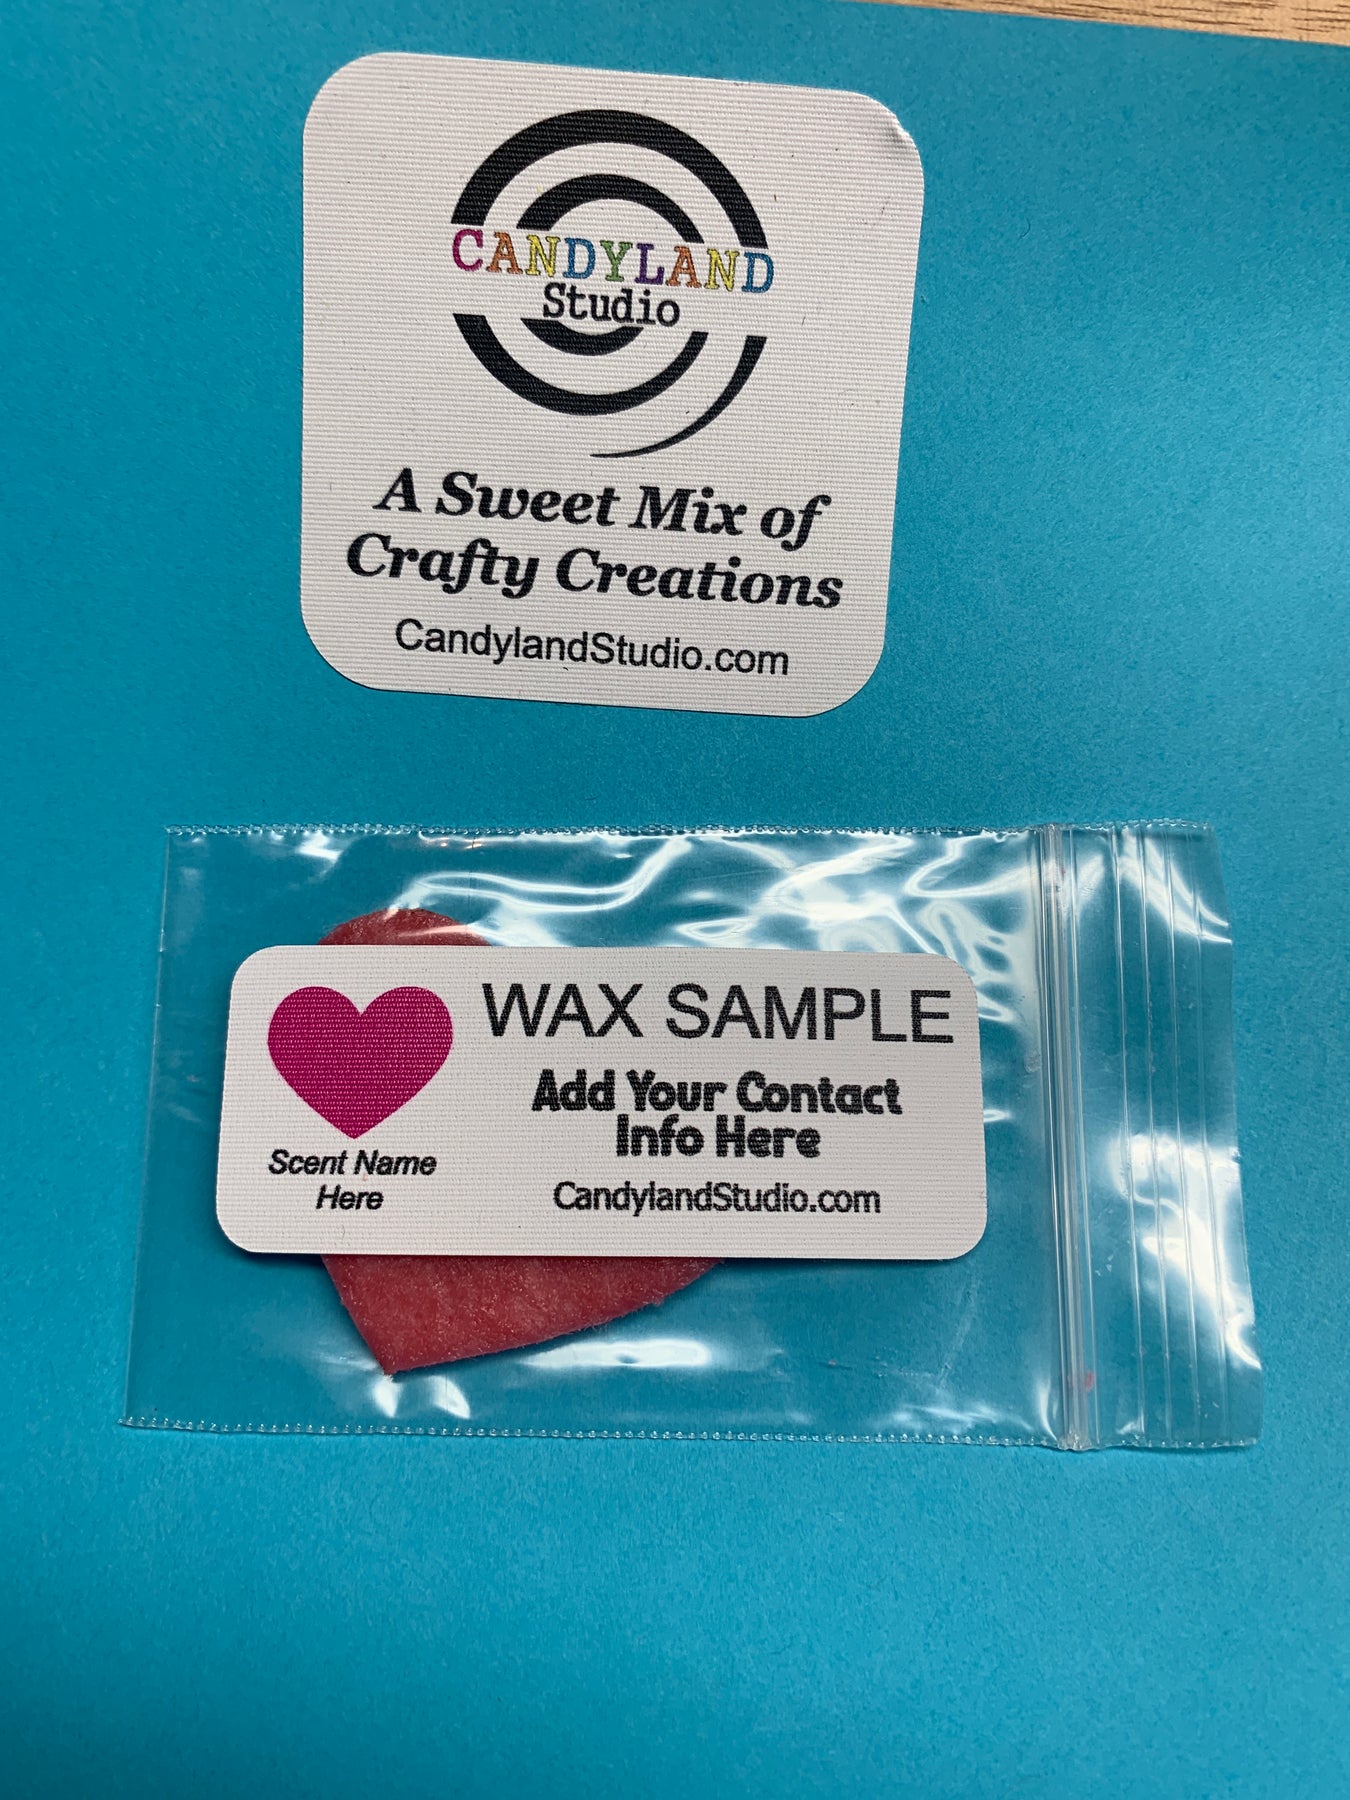 CANDYLAND
Studio
A Sweet Mix of
Crafty Creations
CandylandStudio.com
WAX SAMPLE
Add Your Contact
Info Here
CandylandStudio.com
Scent Name
Here